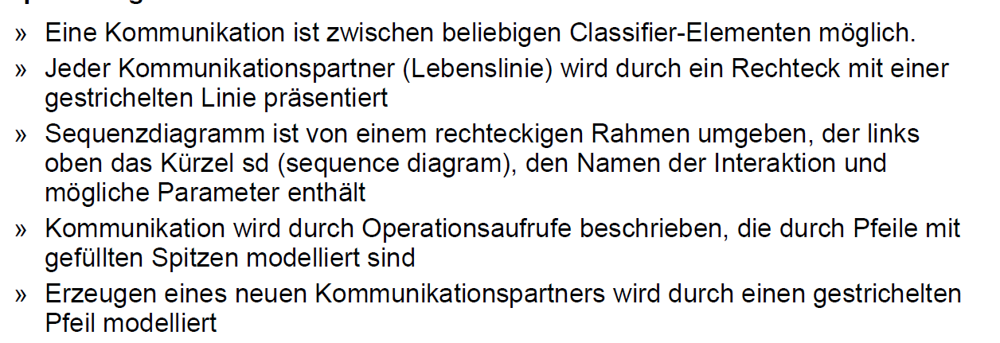 » Eine Kommunikation ist zwischen beliebigen Classifier-Elementen möglich.
» Jeder Kommunikationspartner (Lebenslinie) wird durch ein Rechteck mit einer
gestrichelten Linie präsentiert
» Sequenzdiagramm ist von einem rechteckigen Rahmen umgeben, der links
oben das Kürzel sd (sequence diagram), den Namen der Interaktion und
mögliche Parameter enthält
» Kommunikation wird durch Operationsaufrufe beschrieben, die durch Pfeile mit
gefüllten Spitzen modelliert sind
» Erzeugen eines neuen Kommunikationspartners wird durch einen gestrichelten
Pfeil modelliert